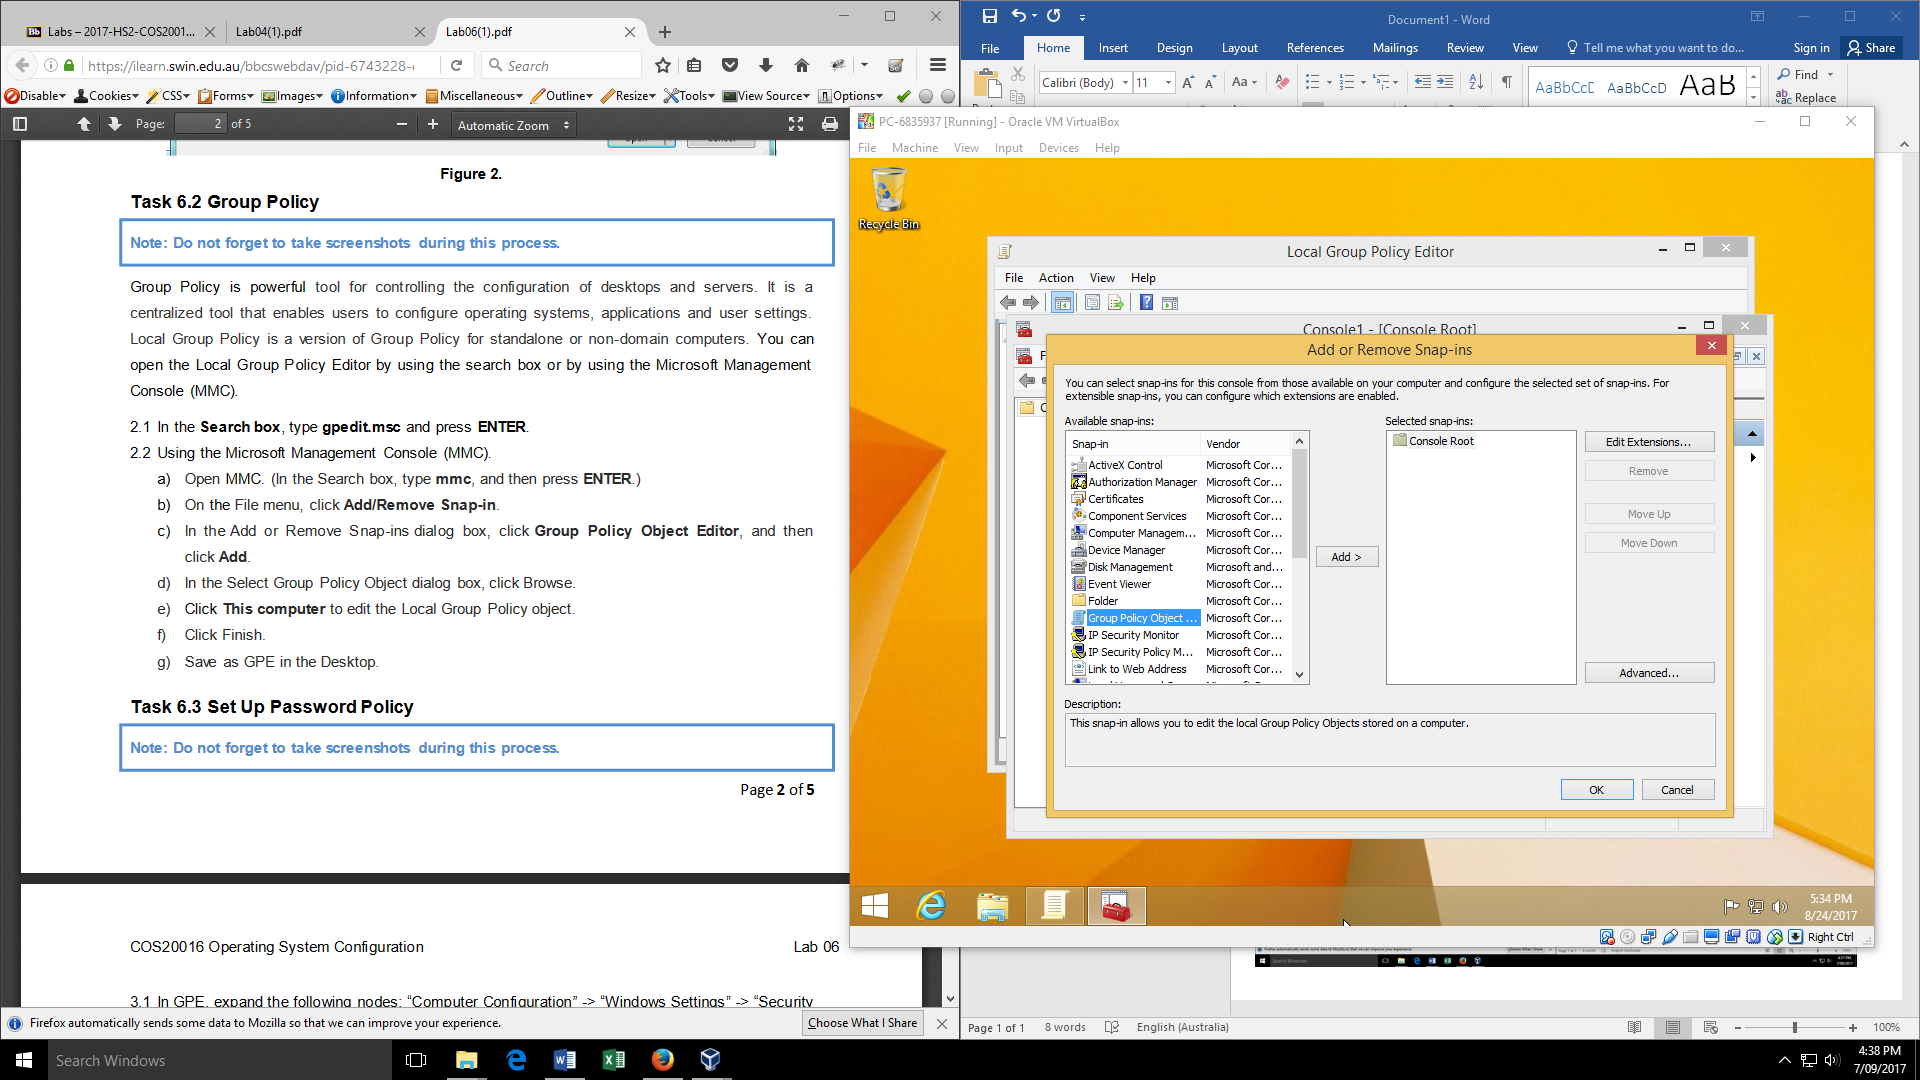 Labs – 2017-HS2-COS2001...
Lab04(1).pdf
Lab06(1).pdf
https://ilearn.swin.edu.au/bbcswebdav/pid-6743228-
Search
Disable
Cookies
CSS
Forms
Images
Information
Miscellaneous
Outline
Resize
Tools
View Source
Options
Page:
2
of 5
Automatic Zoom
Figure 2.
Task 6.2 Group Policy
Note: Do not forget to take screenshots during this process.
Group Policy is powerful tool for controlling the configuration of desktops and servers. It is a
centralized tool that enables users to configure operating systems, applications and user settings.
Local Group Policy is a version of Group Policy for standalone or non-domain computers. You can
open the Local Group Policy Editor by using the search box or by using the Microsoft Management
Console (MMC).
2.1 In the Search box, type gpedit.msc and press ENTER.
2.2 Using the Microsoft Management Console (MMC).
a) Open MMC. (In the Search box, type mmc, and then press ENTER.)
b) On the File menu, click Add/Remove Snap-in.
c) In the Add or Remove Snap-ins dialog box, click Group Policy Object Editor, and then
click Add.
d) In the Select Group Policy Object dialog box, click Browse.
e) Click This computer to edit the Local Group Policy object.
f) Click Finish.
g) Save as GPE in the Desktop.
Task 6.3 Set Up Password Policy
Note: Do not forget to take screenshots during this process.
Page 2 of 5
COS20016 Operating System Configuration
Lab 06
3.1 In GPE, expand the following nodes: “Computer Configuration” -> “Windows Settings” -> “Security
Firefox automatically sends some data to Mozilla so that we can improve your experience.
Choose What I Share
Document1 - Word
File
Home
Insert
Design
Layout
References
Mailings
Review
View
Tell me what you want to do...
Sign in
Share
Calibri (Body)
11
Aa
AaBbCcDc
AaBbCcD
AaB
Find
Replace
PC-6835937 [Running] - Oracle VM VirtualBox
File
Machine
View
Input
Devices
Help
Recycle Bin
Local Group Policy Editor
File
Action
View
Help
Console1 - [Console Root]
Add or Remove Snap-ins
You can select snap-ins for this console from those available on your computer and configure the selected set of snap-ins. For
extensible snap-ins, you can configure which extensions are enabled.
Available snap-ins:
Snap-in
Vendor
ActiveX Control
Microsoft Cor...
Authorization Manager
Microsoft Cor...
Certificates
Microsoft Cor...
Component Services
Microsoft Cor...
Computer Managem...
Microsoft Cor...
Device Manager
Microsoft Cor...
Disk Management
Microsoft and...
Event Viewer
Microsoft Cor...
Folder
Microsoft Cor...
Group Policy Object ...
Microsoft Cor...
IP Security Monitor
Microsoft Cor...
IP Security Policy M...
Microsoft Cor...
Link to Web Address
Microsoft Cor...
Add >
Selected snap-ins:
Console Root
Edit Extensions...
Remove
Move Up
Move Down
Advanced...
Description:
This snap-in allows you to edit the local Group Policy Objects stored on a computer.
OK
Cancel
5:34 PM
8/24/2017
Right Ctrl
Page 1 of 1
8 words
English (Australia)
100%
Search Windows
4:38 PM
7/09/2017